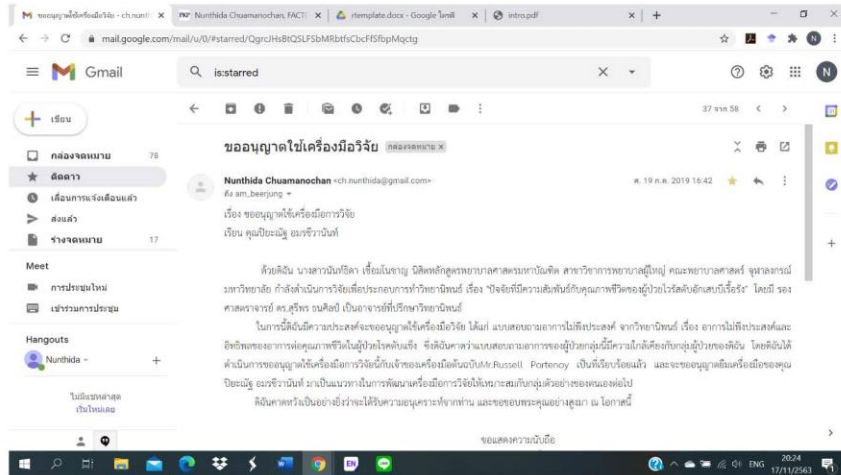 ขออนุญาตใช้เครื่องมือวิจัย - ch.nunth
Nunthida Chuamanochan, FACT
rtemplate.docx - Google ไดรฟ์
intro.pdf
mail.google.com/mail/u/0/#starred/QgrcJHsBtQSLFSbMRbtfsCbcFfSfbpMqctg
Gmail
is:starred
N
เขียน
37 จาก 58
กล่องจดหมาย 78
ติดดาว
เลื่อนการแจ้งเตือนแล้ว
ส่งแล้ว
ร่างจดหมาย 17
Meet
การประชุมใหม่
เข้าร่วมการประชุม
Hangouts
Nunthida
ไม่มีแชทล่าสุด
เริ่มใหม่เลย
ขออนุญาตใช้เครื่องมือวิจัย กล่องจดหมาย x
Nunthida Chuamanochan <ch.nunthida@gmail.com>
ศ. 19 ก.ค. 2019 16:42
ถึง am_beerjung
เรื่อง ขออนุญาตใช้เครื่องมือการวิจัย
เรียน คุณปิยะณัฐ อมรชีวานันท์
ด้วยดิฉัน นางสาวนันท์ธิดา เชื้อมโนชาญ นิสิตหลักสูตรพยาบาลศาสตรมหาบัณฑิต สาขาวิชาการพยาบาลผู้ใหญ่ คณะพยาบาลศาสตร์ จุฬาลงกรณ์
มหาวิทยาลัย กำลังดำเนินการวิจัยเพื่อประกอบการทำวิทยานิพนธ์ เรื่อง "ปัจจัยที่มีความสัมพันธ์กับคุณภาพชีวิตของผู้ป่วยไวรัสตับอักเสบบีเรื้อรัง" โดยมี รอง
ศาสตราจารย์ ดร.สุรีพร ธนศิลป์ เป็นอาจารย์ที่ปรึกษาวิทยานิพนธ์
ในการนี้ดิฉันมีความประสงค์จะขออนุญาตใช้เครื่องมือวิจัย ได้แก่ แบบสอบถามอาการไม่พึงประสงค์ จากวิทยานิพนธ์ เรื่อง อาการไม่พึงประสงค์และ
อิทธิพลของอาการต่อคุณภาพชีวิตในผู้ป่วยโรคตับแข็ง ซึ่งดิฉันคาดว่าแบบสอบถามอาการของผู้ป่วยกลุ่มนี้มีความใกล้เคียงกับกลุ่มผู้ป่วยของดิฉัน โดยดิฉันได้
ดำเนินการขออนุญาตใช้เครื่องมือการวิจัยนี้กับเจ้าของเครื่องมือต้นฉบับMr.Russell Portenoy เป็นที่เรียบร้อยแล้ว และจะขออนุญาตยืมเครื่องมือของคุณ
ปิยะณัฐ อมรชีวานันท์ มาเป็นแนวทางในการพัฒนาเครื่องมือการวิจัยให้เหมาะสมกับกลุ่มตัวอย่างของตนเองต่อไป
ดิฉันคาดหวังเป็นอย่างยิ่งว่าจะได้รับความอนุเคราะห์จากท่าน และขอขอบพระคุณอย่างสูงมา ณ โอกาสนี้
ขอแสดงความนับถือ
ENG
20:24
17/11/2563